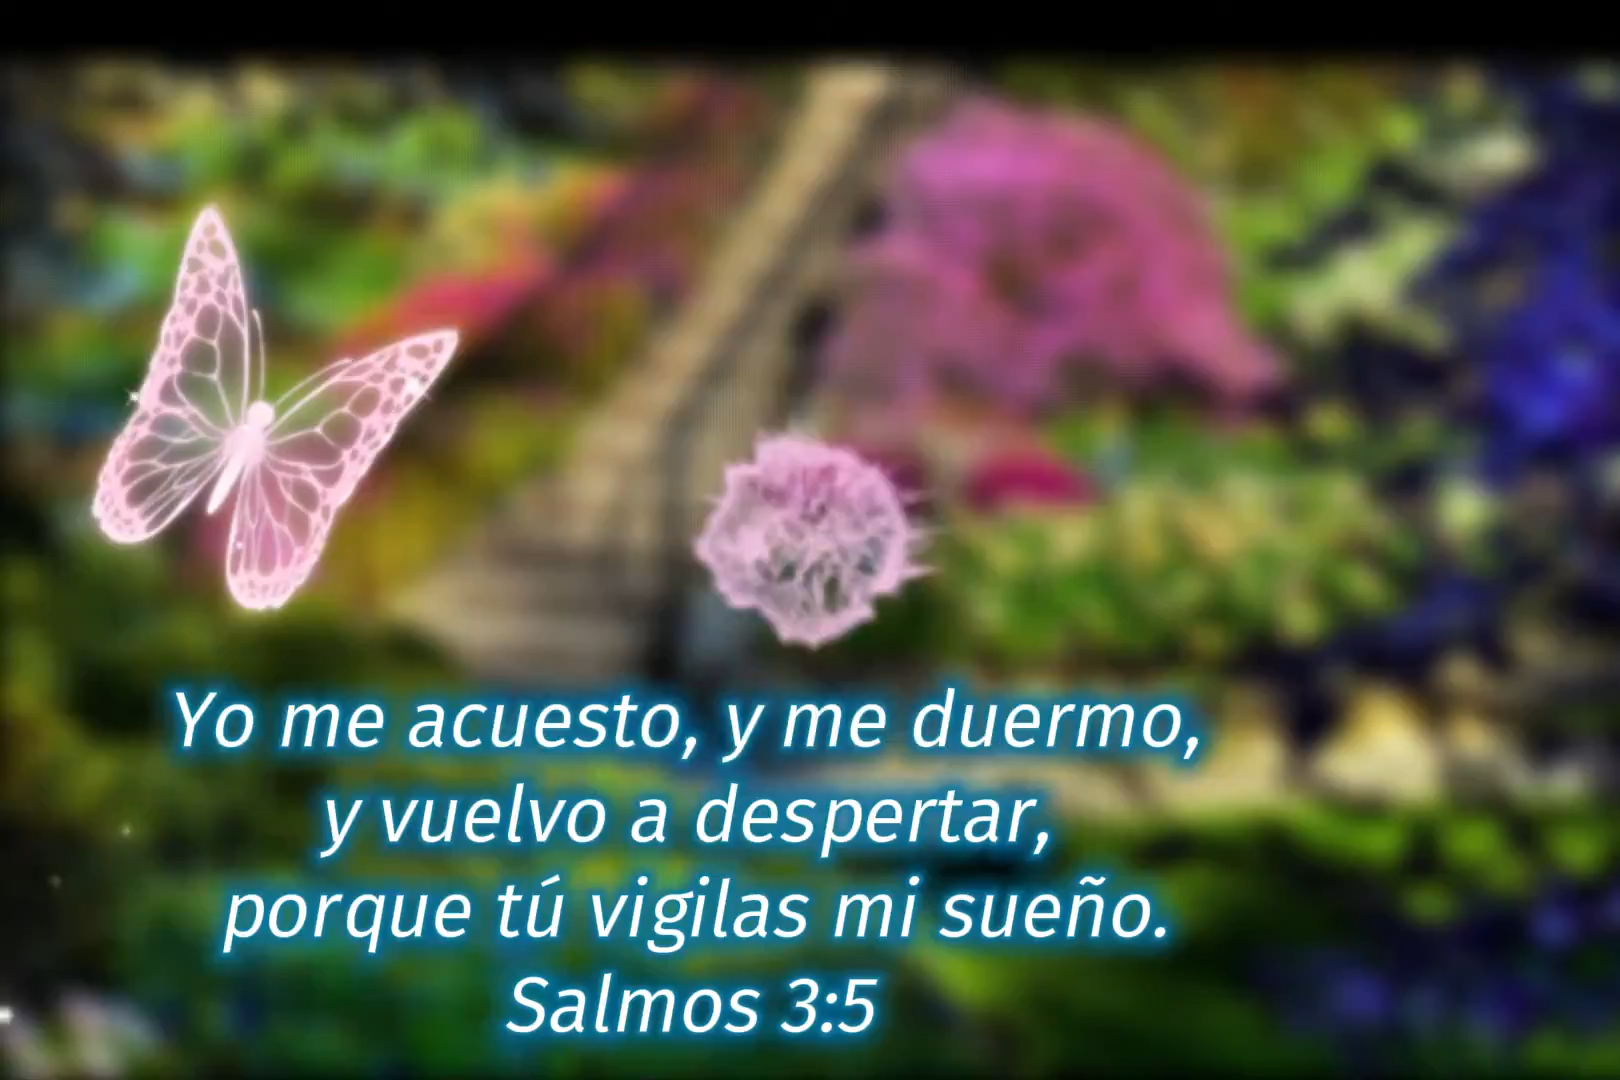 Yo me acuesto, y me duermo,
y vuelvo a despertar,
porque tú vigilas mi sueño.
Salmos 3:5